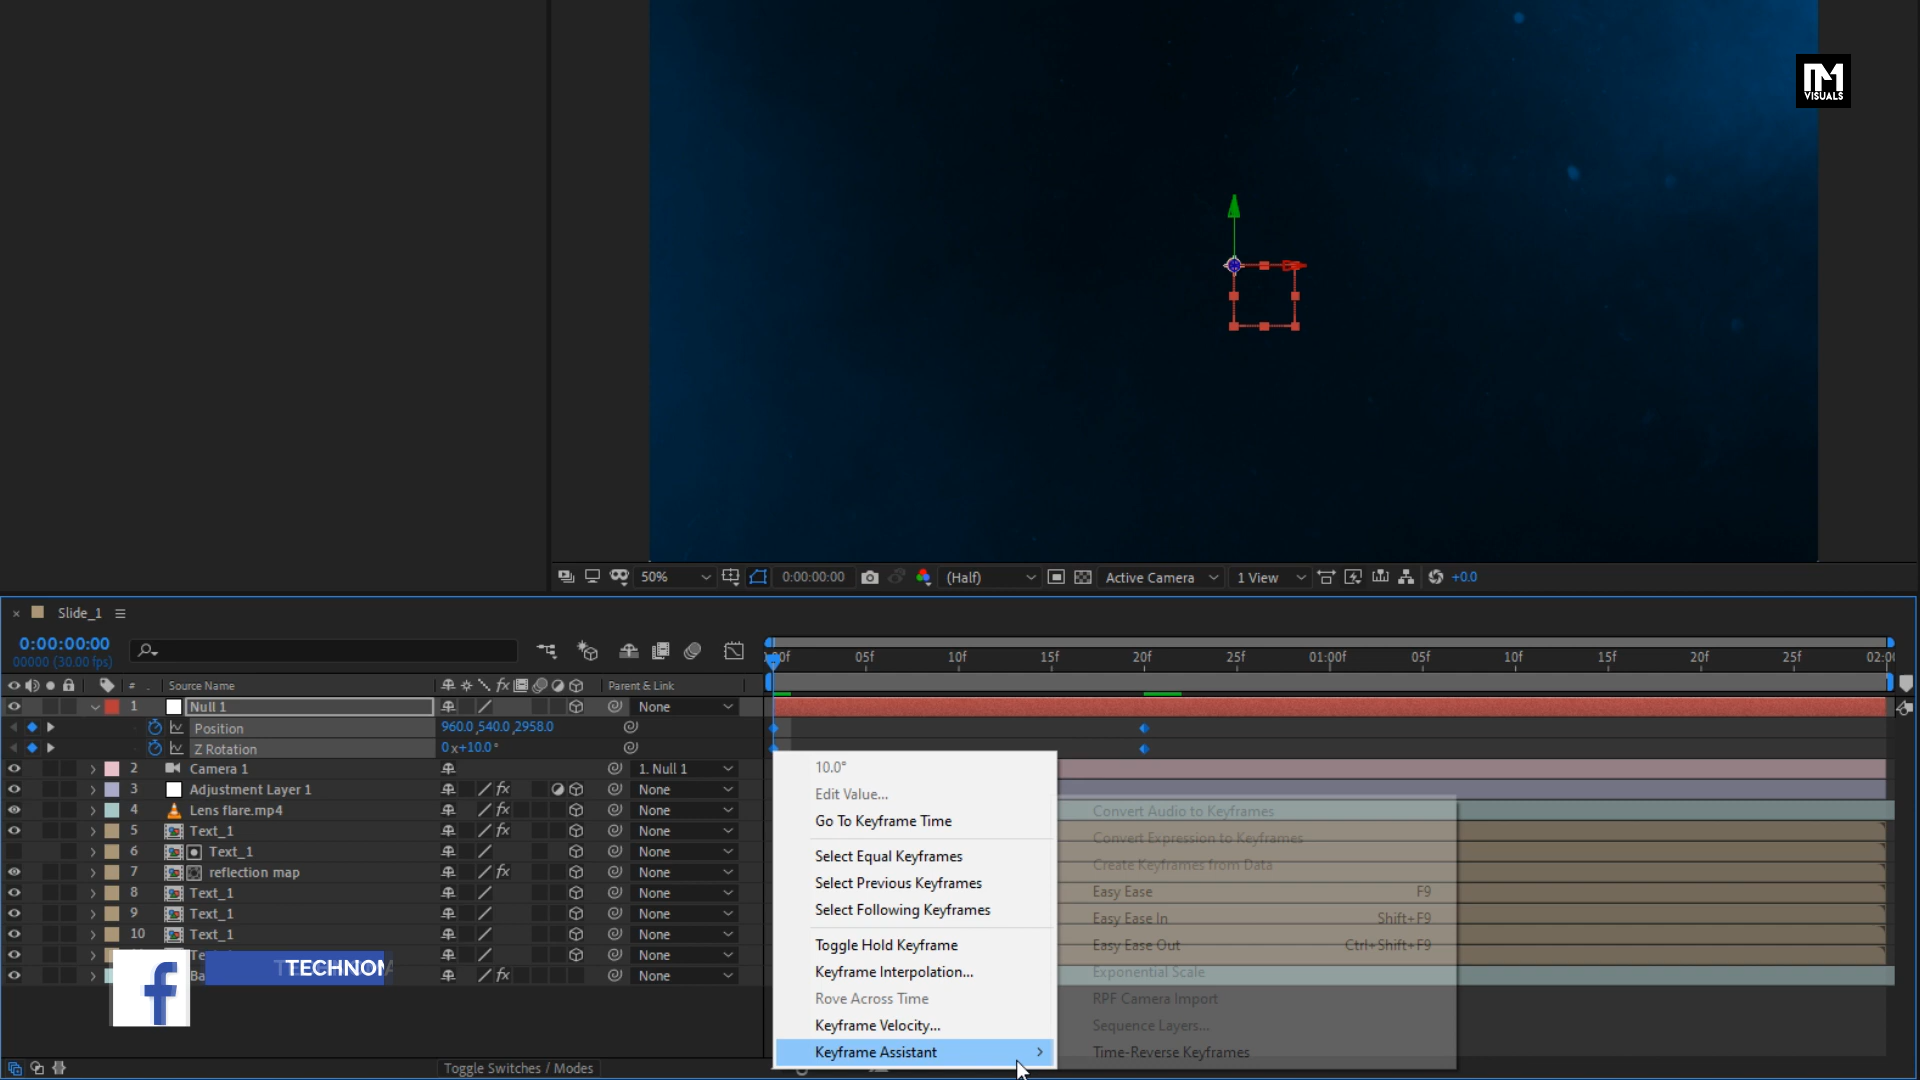 VISUALS
50%
0:00:00:00
(Half)
Active Camera
1 View
+0.0
× Slide_1
0:00:00:00
00000 (30.00 fps)
05f 10f 15f 20f 25f 01:00f 05f 10f 15f 20f 25f
# Source Name fx Parent & Link
1 Null 1 None
Position 960.0,540.0,2958.0
Z Rotation 0x+10.0°
2 Camera 1 1. Null 1
3 Adjustment Layer 1 fx None
4 Lens flare.mp4 fx None
5 Text_1 fx None
6 Text_1 None
7 reflection map fx None
8 Text_1 None
9 Text_1 None
10 Text_1 None
None
Ba fx None
f
TECHNOM
10.0°
Edit Value...
Go To Keyframe Time
Select Equal Keyframes
Select Previous Keyframes
Select Following Keyframes
Toggle Hold Keyframe
Keyframe Interpolation...
Rove Across Time
Keyframe Velocity...
Keyframe Assistant
Convert Audio to Keyframes
Convert Expression to Keyframes
Create Keyframes from Data
Easy Ease F9
Easy Ease In Shift+F9
Easy Ease Out Ctrl+Shift+F9
Exponential Scale
RPF Camera Import
Sequence Layers...
Time-Reverse Keyframes
Toggle Switches / Modes